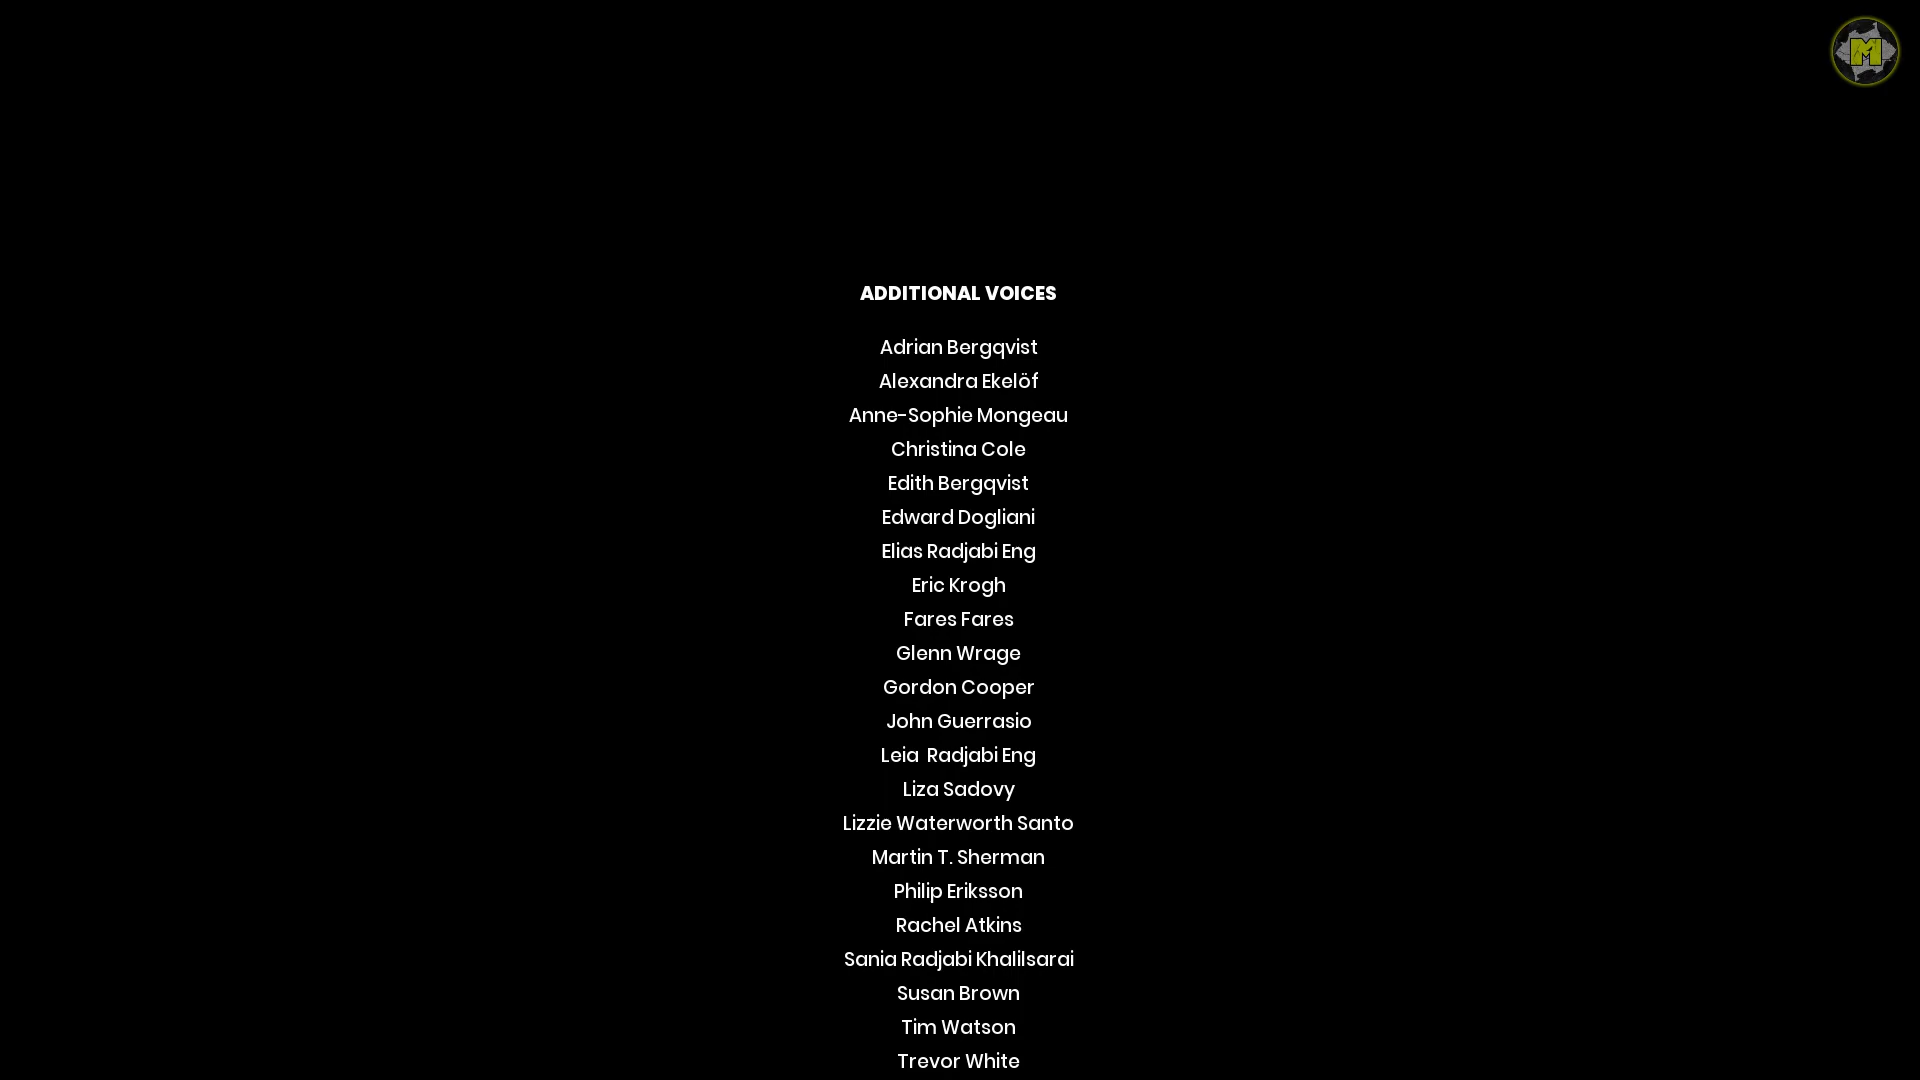 M
ADDITIONAL VOICES
Adrian Bergqvist
Alexandra Ekelöf
Anne-Sophie Mongeau
Christina Cole
Edith Bergqvist
Edward Dogliani
Elias Radjabi Eng
Eric Krogh
Fares Fares
Glenn Wrage
Gordon Cooper
John Guerrasio
Leia  Radjabi Eng
Liza Sadovy
Lizzie Waterworth Santo
Martin T. Sherman
Philip Eriksson
Rachel Atkins
Sania Radjabi Khalilsarai
Susan Brown
Tim Watson
Trevor White